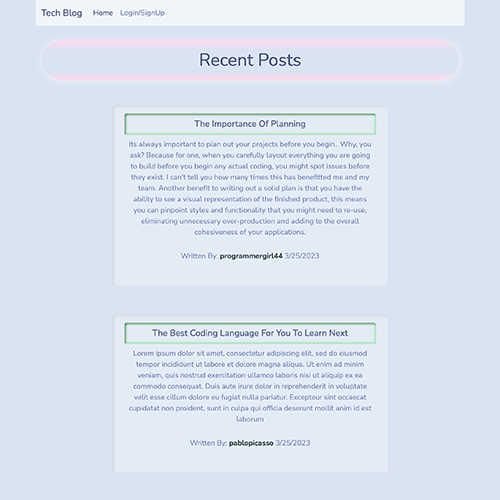 Tech Blog Home Login/SignUp
Recent Posts
The Importance Of Planning
Its always important to plan out your projects before you begin.. Why, you
ask? Because for one, when you carefully layout everything you are going
to build before you begin any actual coding, you might spot issues before
they exist. I can't tell you how many times this has benefitted me and my
team. Another benefit to writing out a solid plan is that you have the
ability to see a visual representation of the finished product, this means
you can pinpoint styles and functionality that you might need to re-use,
eliminating unnecessary over-production and adding to the overall
cohesiveness of your applications.
Written By: programmergirl44 3/25/2023
The Best Coding Language For You To Learn Next
Lorem ipsum dolor sit amet, consectetur adipiscing elit, sed do eiusmod
tempor incididunt ut labore et dolore magna aliqua. Ut enim ad minim
veniam, quis nostrud exercitation ullamco laboris nisi ut aliquip ex ea
commodo consequat. Duis aute irure dolor in reprehenderit in voluptate
velit esse cillum dolore eu fugiat nulla pariatur. Excepteur sint occaecat
cupidatat non proident, sunt in culpa qui officia deserunt mollit anim id est
laborum
Written By: pablopicasso 3/25/2023